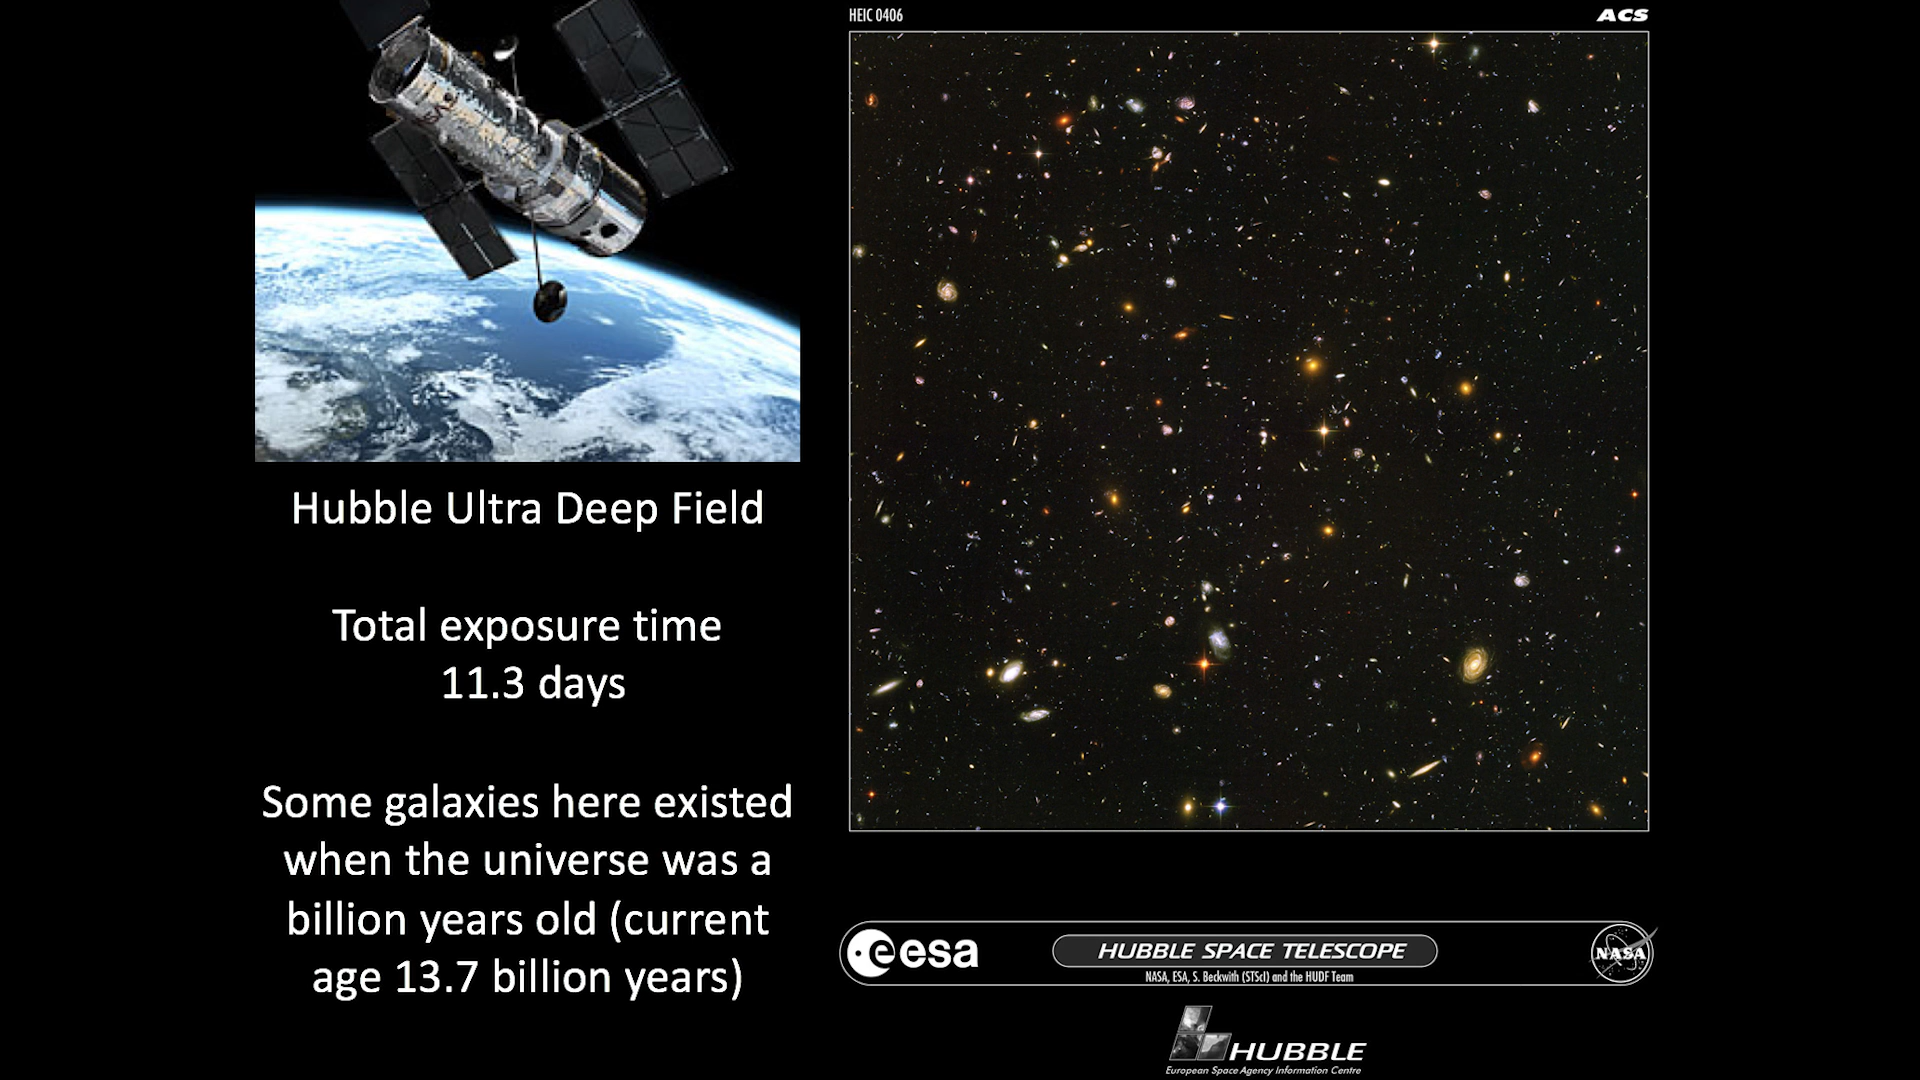 Hubble Ultra Deep Field
Total exposure time
11.3 days
Some galaxies here existed
when the universe was a
billion years old (current
age 13.7 billion years)
HEIC 0406
ACS
esa
HUBBLE SPACE TELESCOPE
NASA, ESA, S. Beckwith (STScI) and the HUDF Team
NASA
HUBBLE
European Space Agency Information Centre